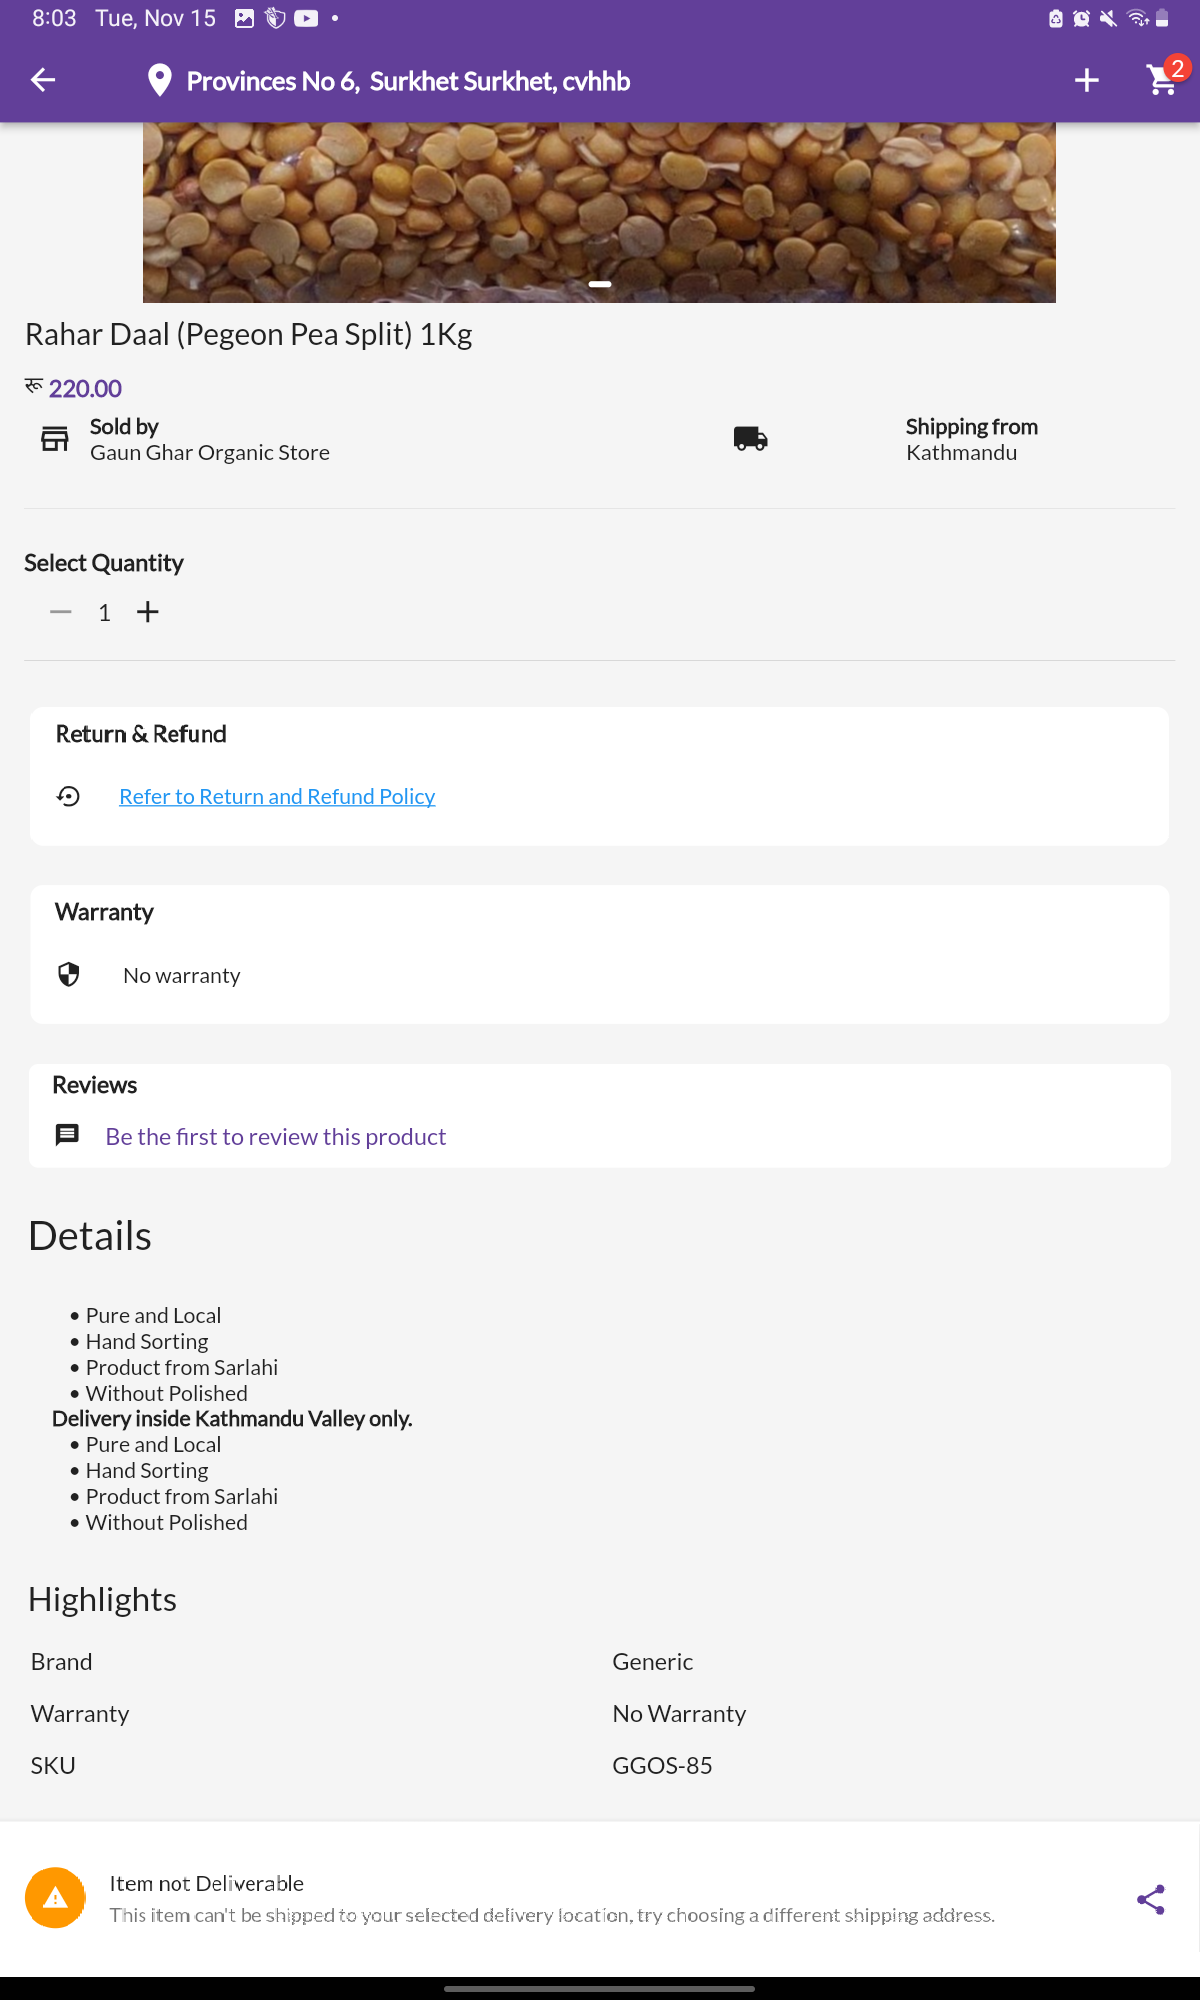 8:03 Tue, Nov 15
Provinces No 6, Surkhet Surkhet, cvhhb
2
Rahar Daal (Pegeon Pea Split) 1Kg
रू 220.00
Sold by
Gaun Ghar Organic Store
Shipping from
Kathmandu
Select Quantity
1
Return & Refund
Refer to Return and Refund Policy
Warranty
No warranty
Reviews
Be the first to review this product
Details
• Pure and Local
• Hand Sorting
• Product from Sarlahi
• Without Polished
Delivery inside Kathmandu Valley only.
• Pure and Local
• Hand Sorting
• Product from Sarlahi
• Without Polished
Highlights
Brand Generic
Warranty No Warranty
SKU GGOS-85
Item not Deliverable
This item can't be shipped to your selected delivery location, try choosing a different shipping address.